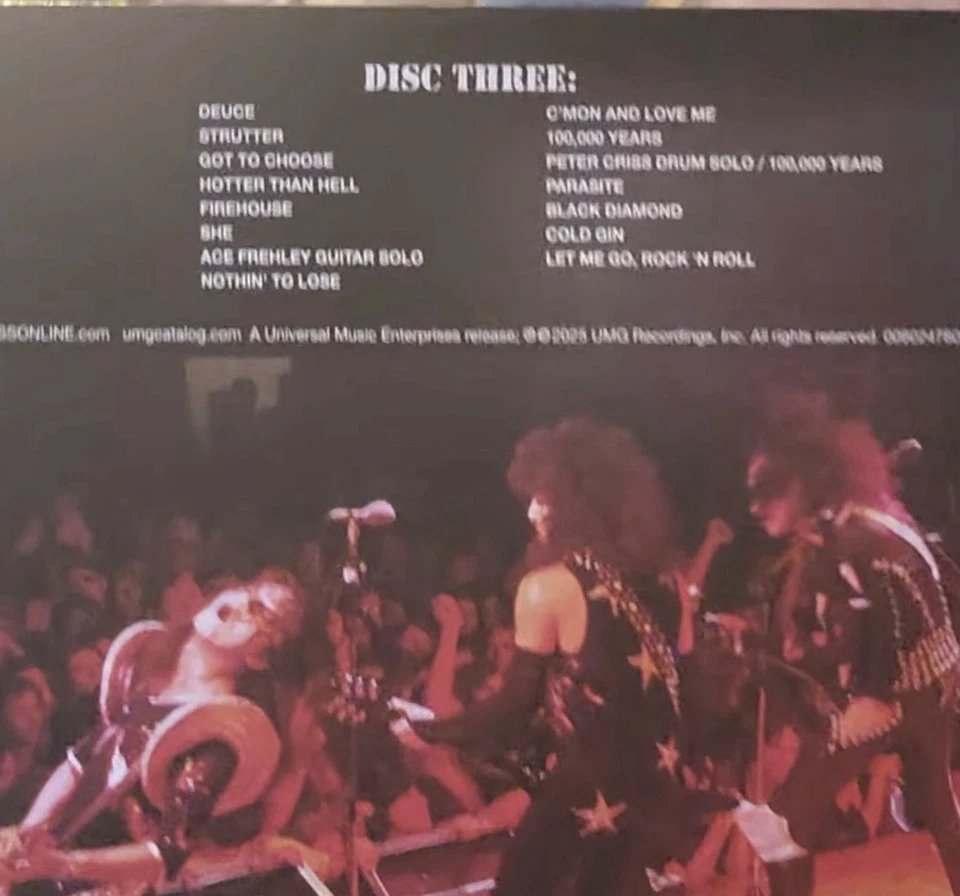 DISC THREE:
DEUCE
STRUTTER
GOT TO CHOOSE
HOTTER THAN HELL
FIREHOUSE
SHE
ACE FREHLEY GUITAR SOLO
NOTHIN' TO LOSE
C'MON AND LOVE ME
100,000 YEARS
PETER CRISS DRUM SOLO / 100,000 YEARS
PARASITE
BLACK DIAMOND
COLD GIN
LET ME GO, ROCK 'N ROLL
SSONLINE.com umgcatalog.com A Universal Music Enterprises release; ℗©2025 UMG Recordings, Inc. All rights reserved.